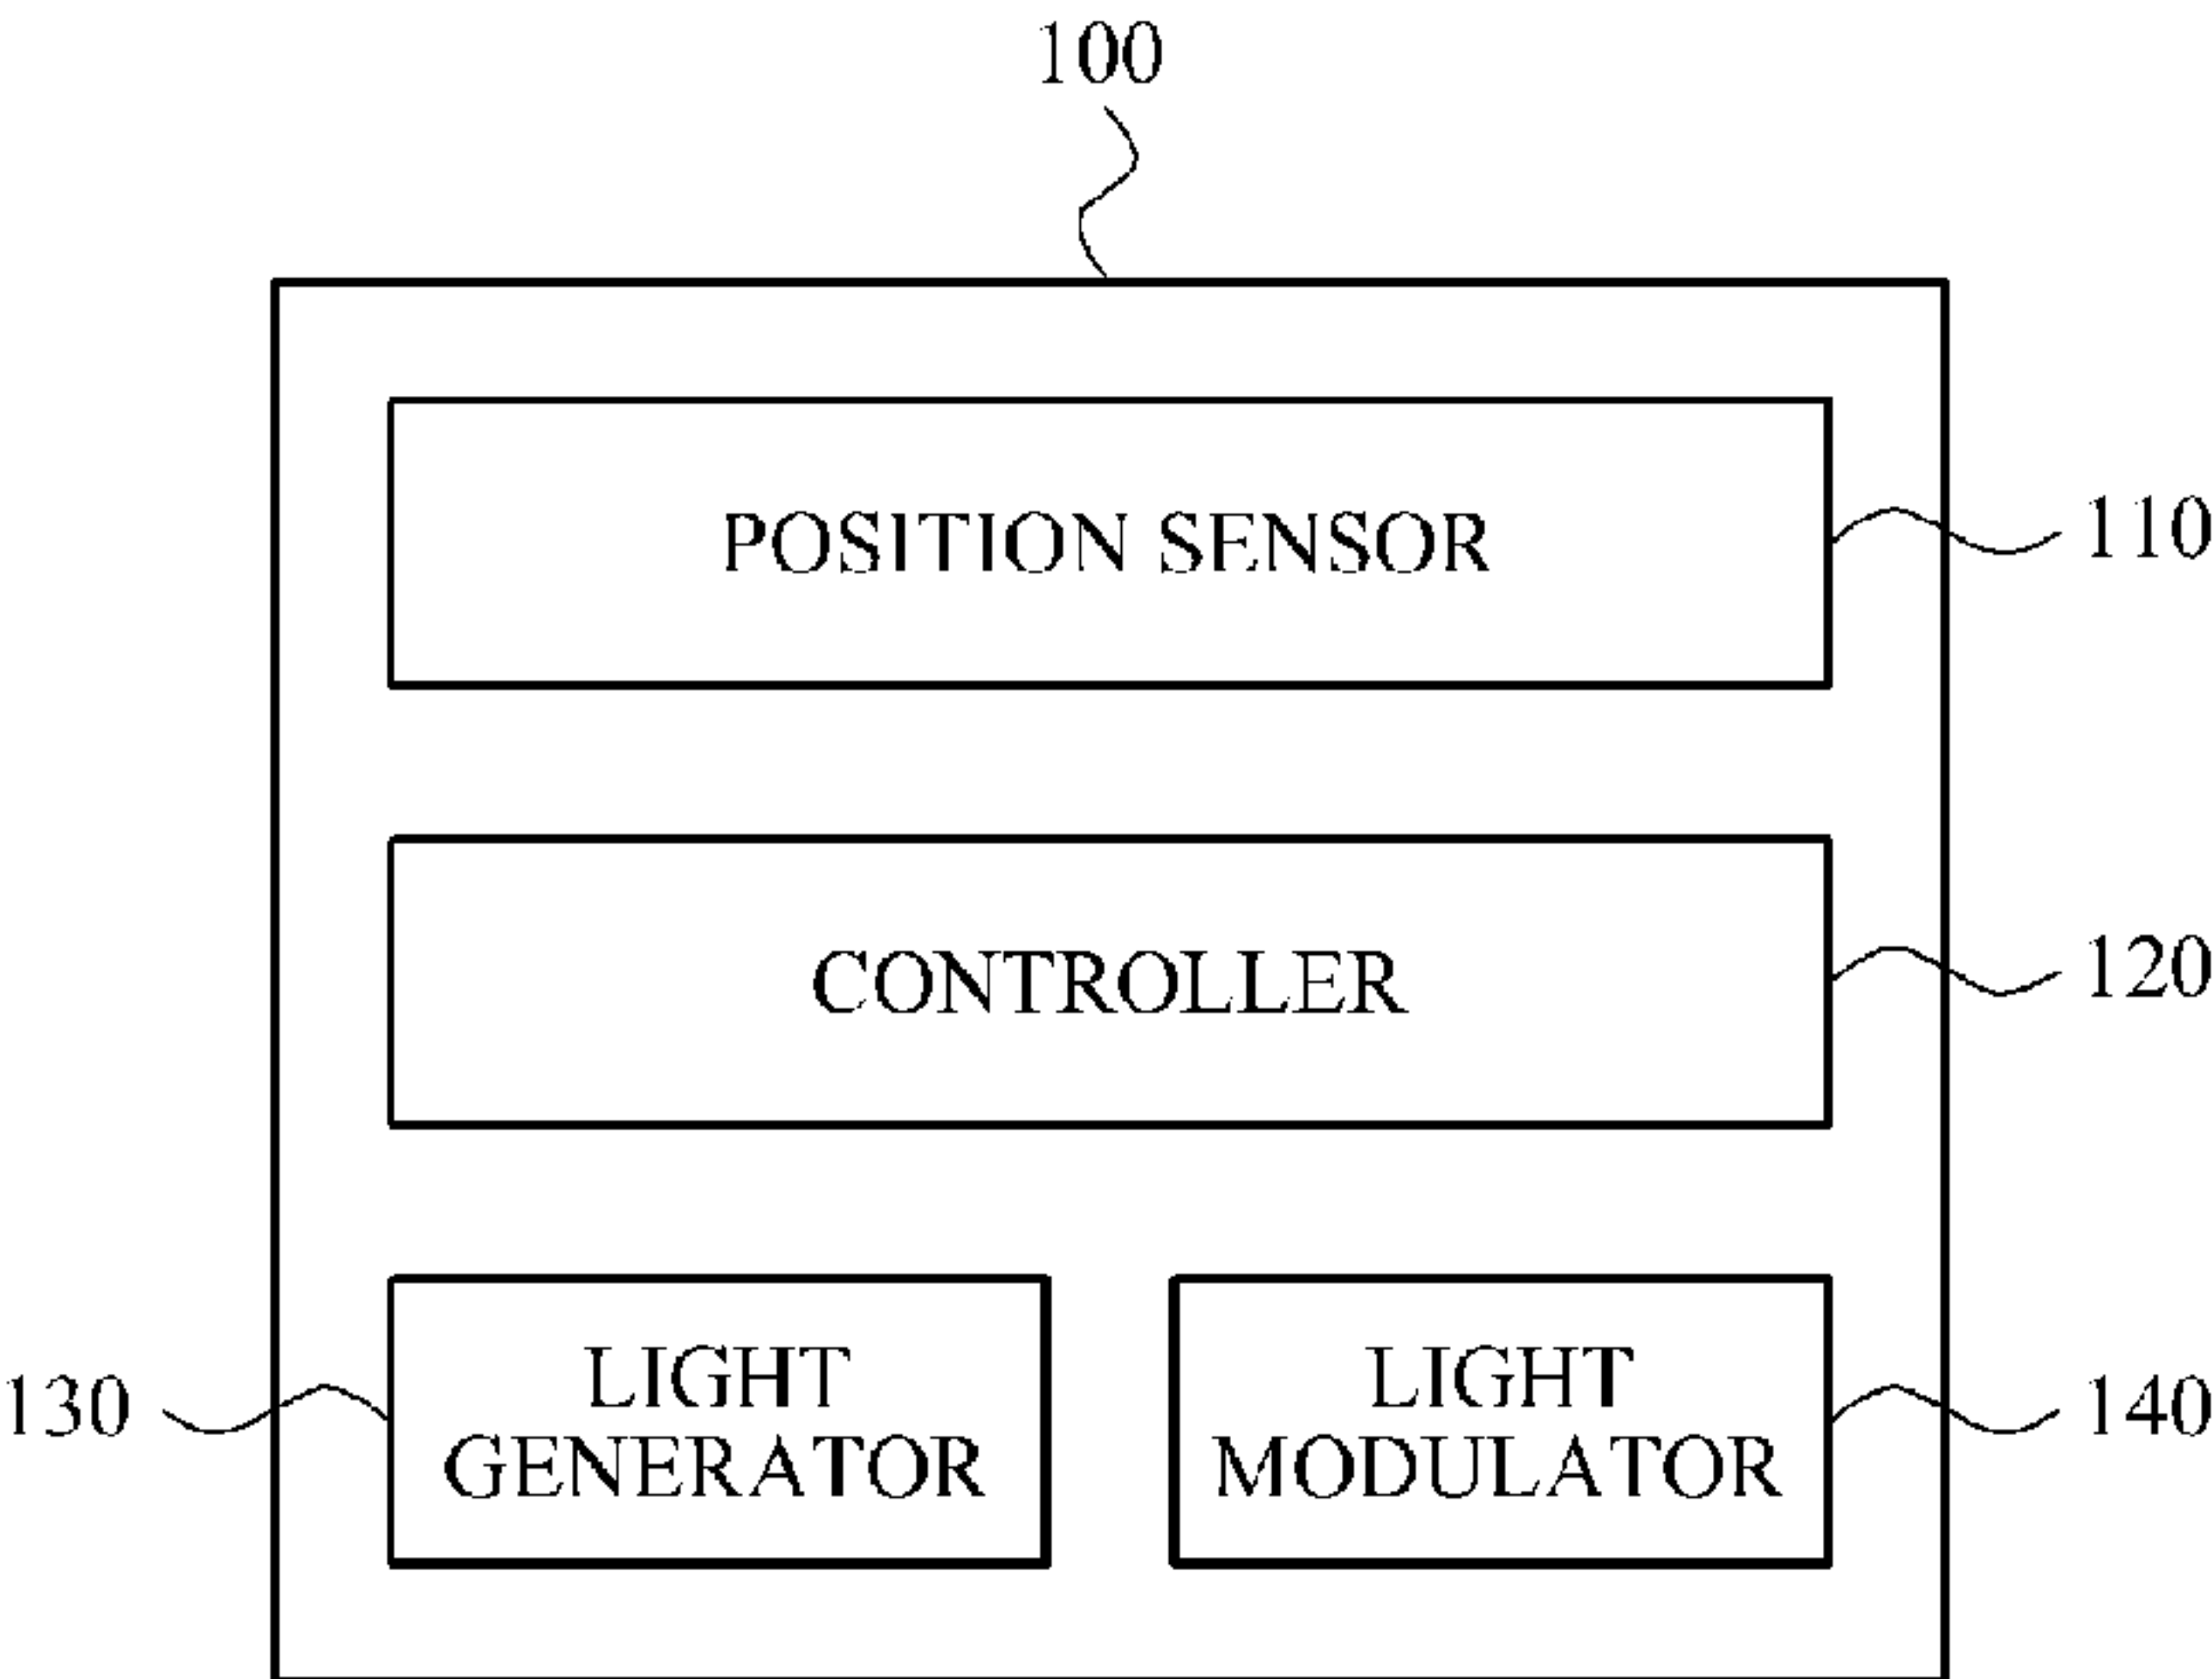 100
POSITION SENSOR
110
CONTROLLER
120
130
LIGHT
GENERATOR
LIGHT
MODULATOR
140